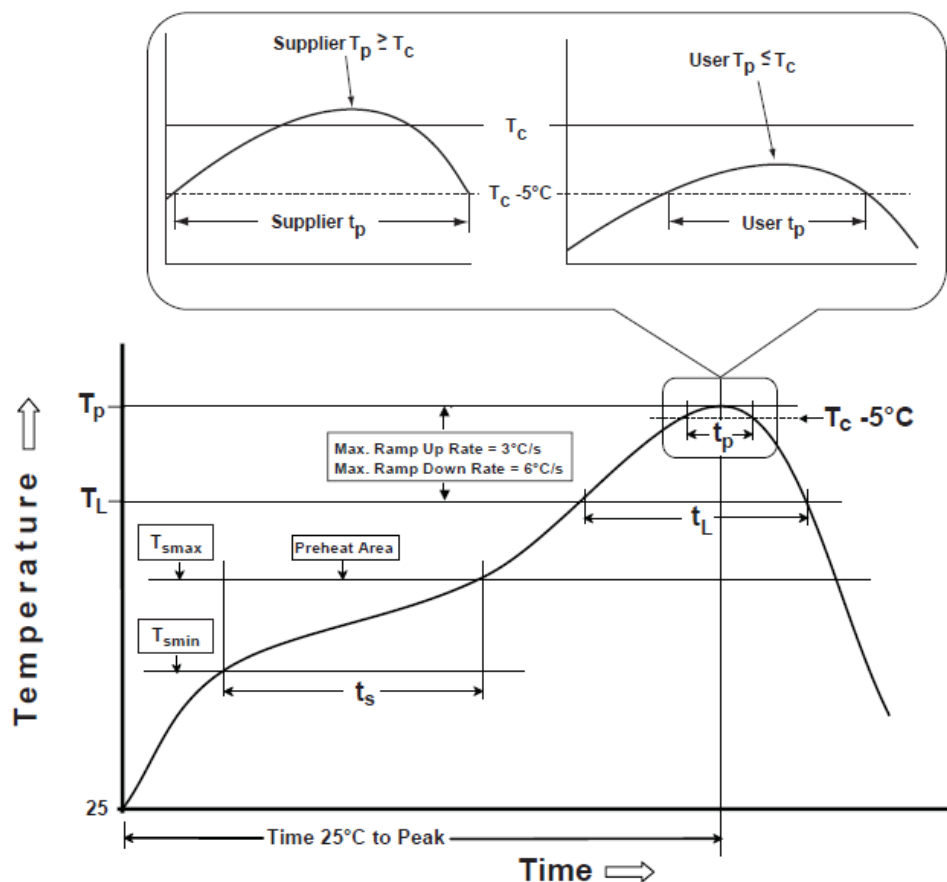 Supplier Tp ≥ Tc
User Tp ≤ Tc
Tc
Tc -5°C
Supplier tp
User tp
Tp
Tc -5°C
tp
Max. Ramp Up Rate = 3°C/s
Max. Ramp Down Rate = 6°C/s
TL
tL
Tsmax
Preheat Area
Tsmin
ts
Temperature
25
Time 25°C to Peak
Time